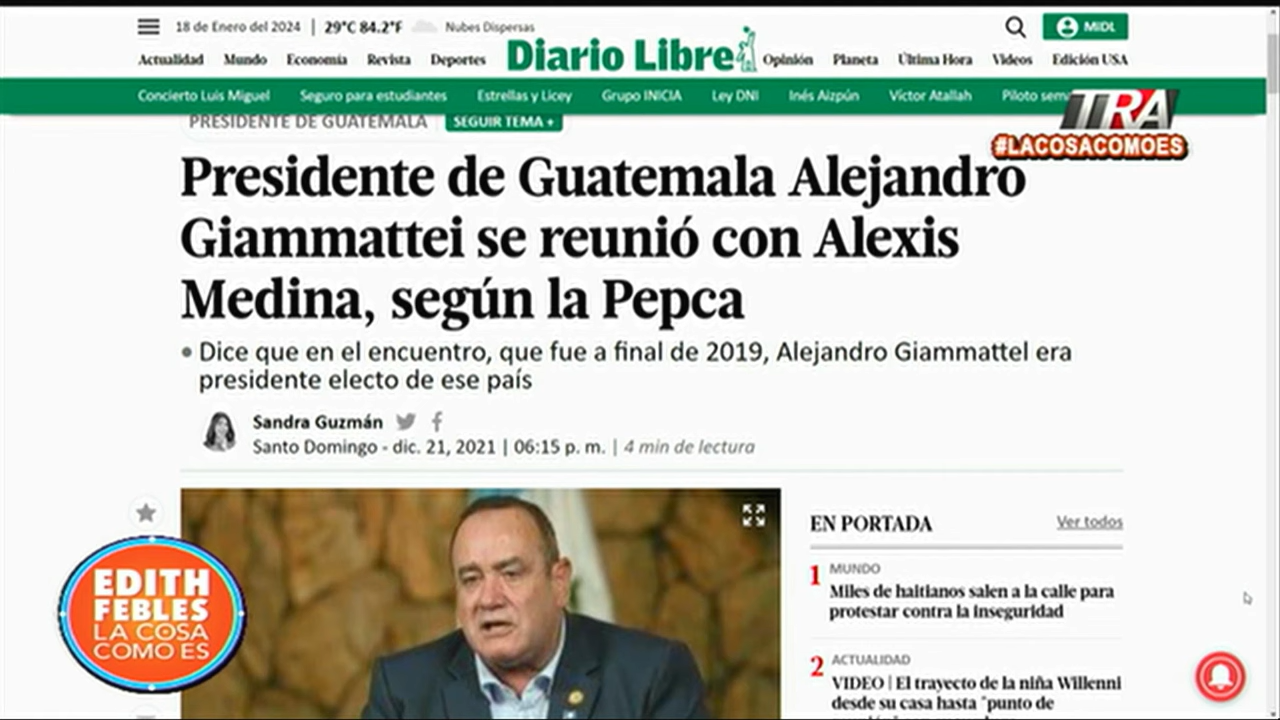 18 de Enero del 2024 | 29°C 84.2°F Nubes Dispersas
MiDL
Actualidad Mundo Economía Revista Deportes Diario Libre Opinión Planeta Última Hora Videos Edición USA
Concierto Luis Miguel Seguro para estudiantes Estrellas y Licey Grupo INICIA Ley DNI Inés Aizpún Víctor Atallah Piloto
TRA
#LACOSACOMOES
PRESIDENTE DE GUATEMALA SEGUIR TEMA +
Presidente de Guatemala Alejandro
Giammattei se reunió con Alexis
Medina, según la Pepca
Dice que en el encuentro, que fue a final de 2019, Alejandro Giammattel era
presidente electo de ese país
Sandra Guzmán
Santo Domingo - dic. 21, 2021 | 06:15 p. m. | 4 min de lectura
EN PORTADA Ver todos
1 MUNDO
Miles de haitianos salen a la calle para
protestar contra la inseguridad
2 ACTUALIDAD
VIDEO | El trayecto de la niña Willenni
desde su casa hasta "punto de
EDITH
FEBLES
LA COSA
COMO ES